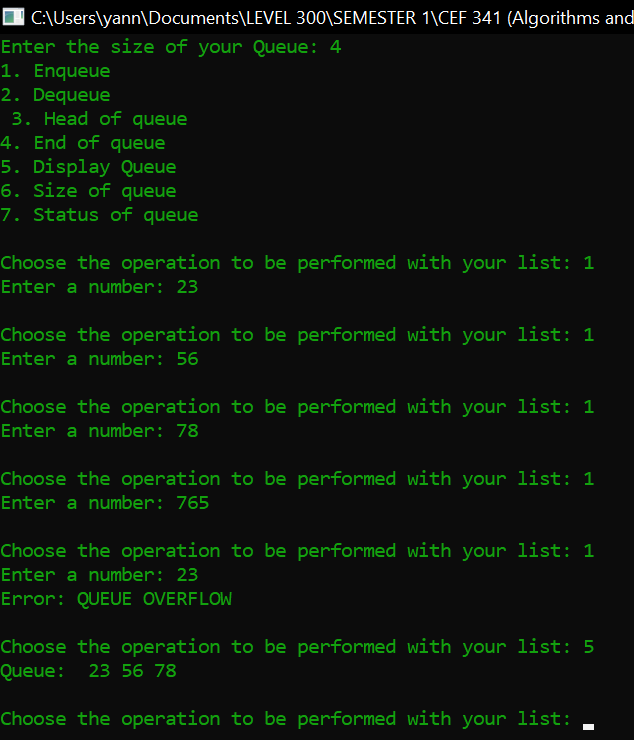 C:\Users\yann\Documents\LEVEL 300\SEMESTER 1\CEF 341 (Algorithms and
Enter the size of your Queue: 4
1. Enqueue
2. Dequeue
 3. Head of queue
4. End of queue
5. Display Queue
6. Size of queue
7. Status of queue

Choose the operation to be performed with your list: 1
Enter a number: 23

Choose the operation to be performed with your list: 1
Enter a number: 56

Choose the operation to be performed with your list: 1
Enter a number: 78

Choose the operation to be performed with your list: 1
Enter a number: 765

Choose the operation to be performed with your list: 1
Enter a number: 23
Error: QUEUE OVERFLOW

Choose the operation to be performed with your list: 5
Queue:  23 56 78

Choose the operation to be performed with your list: